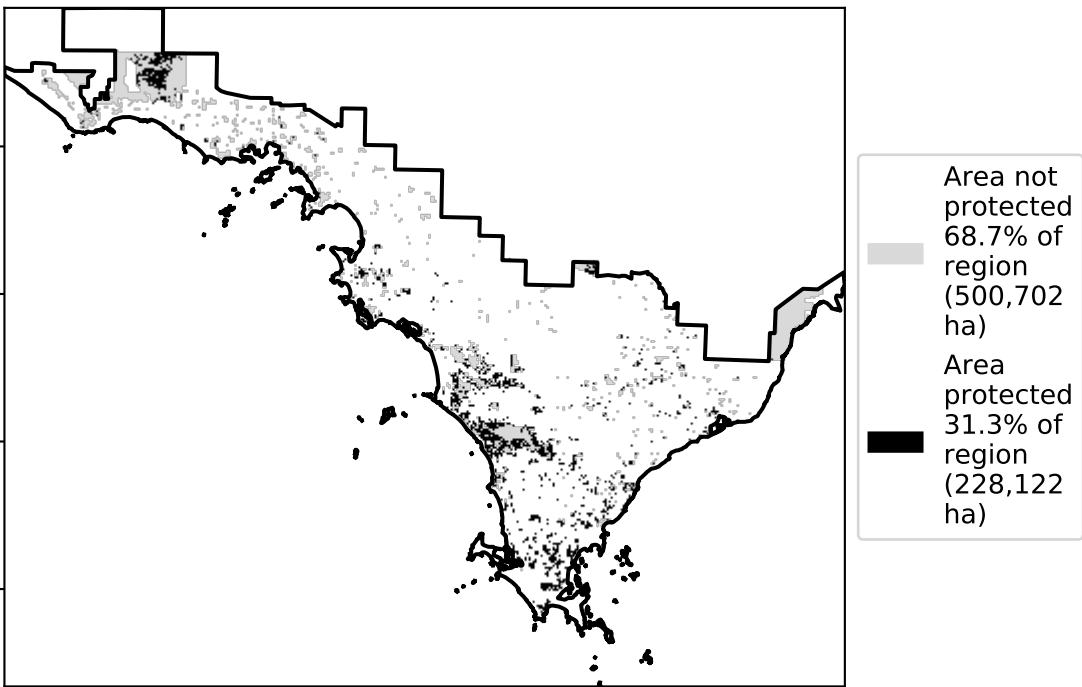 Area not
protected
68.7% of
region
(500,702
ha)
Area
protected
31.3% of
region
(228,122
ha)